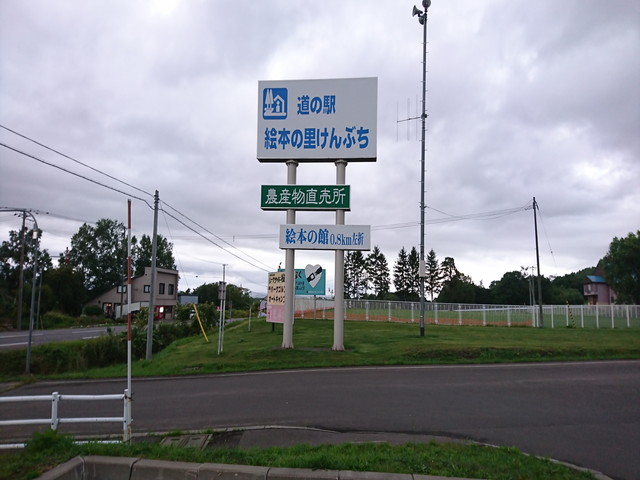 道の駅
絵本の里けんぶち
農産物直売所
絵本の館 0.8km左折